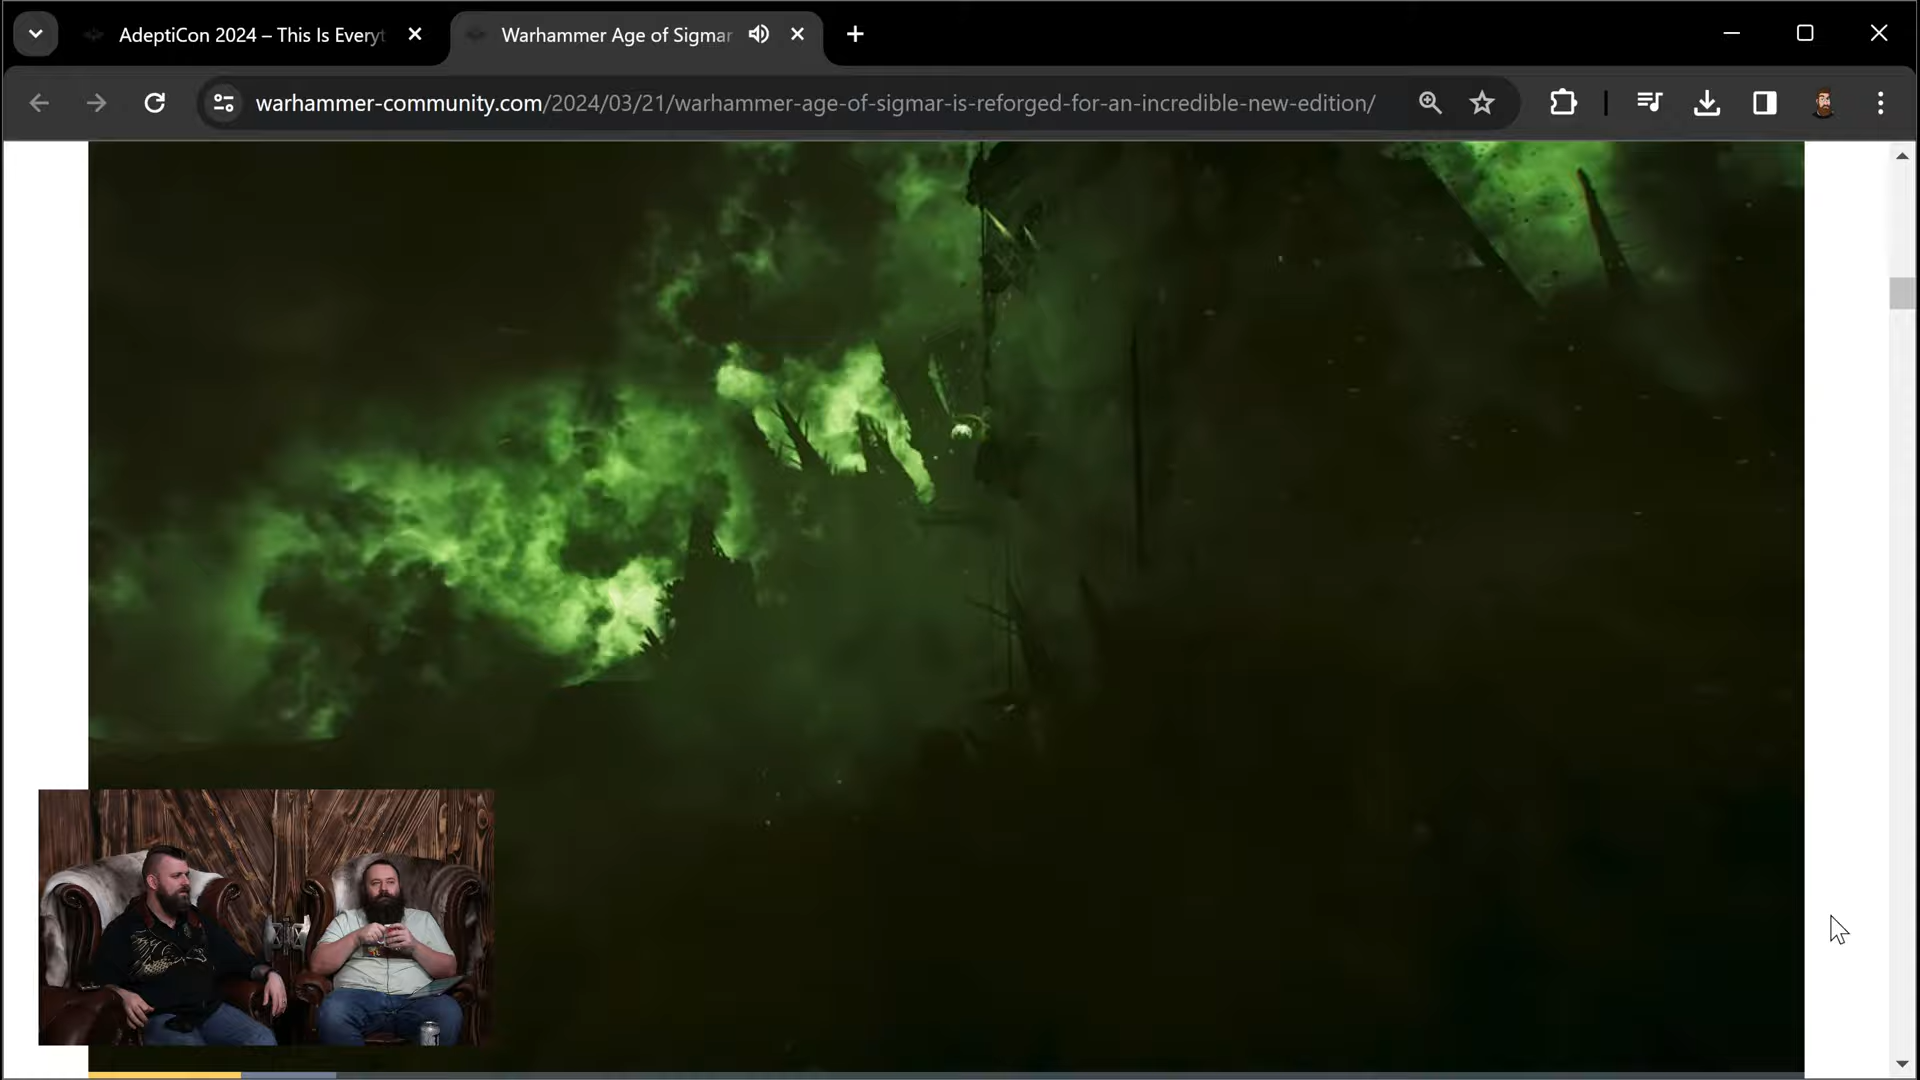 AdeptiCon 2024 – This Is Everyt
Warhammer Age of Sigmar
warhammer-community.com/2024/03/21/warhammer-age-of-sigmar-is-reforged-for-an-incredible-new-edition/